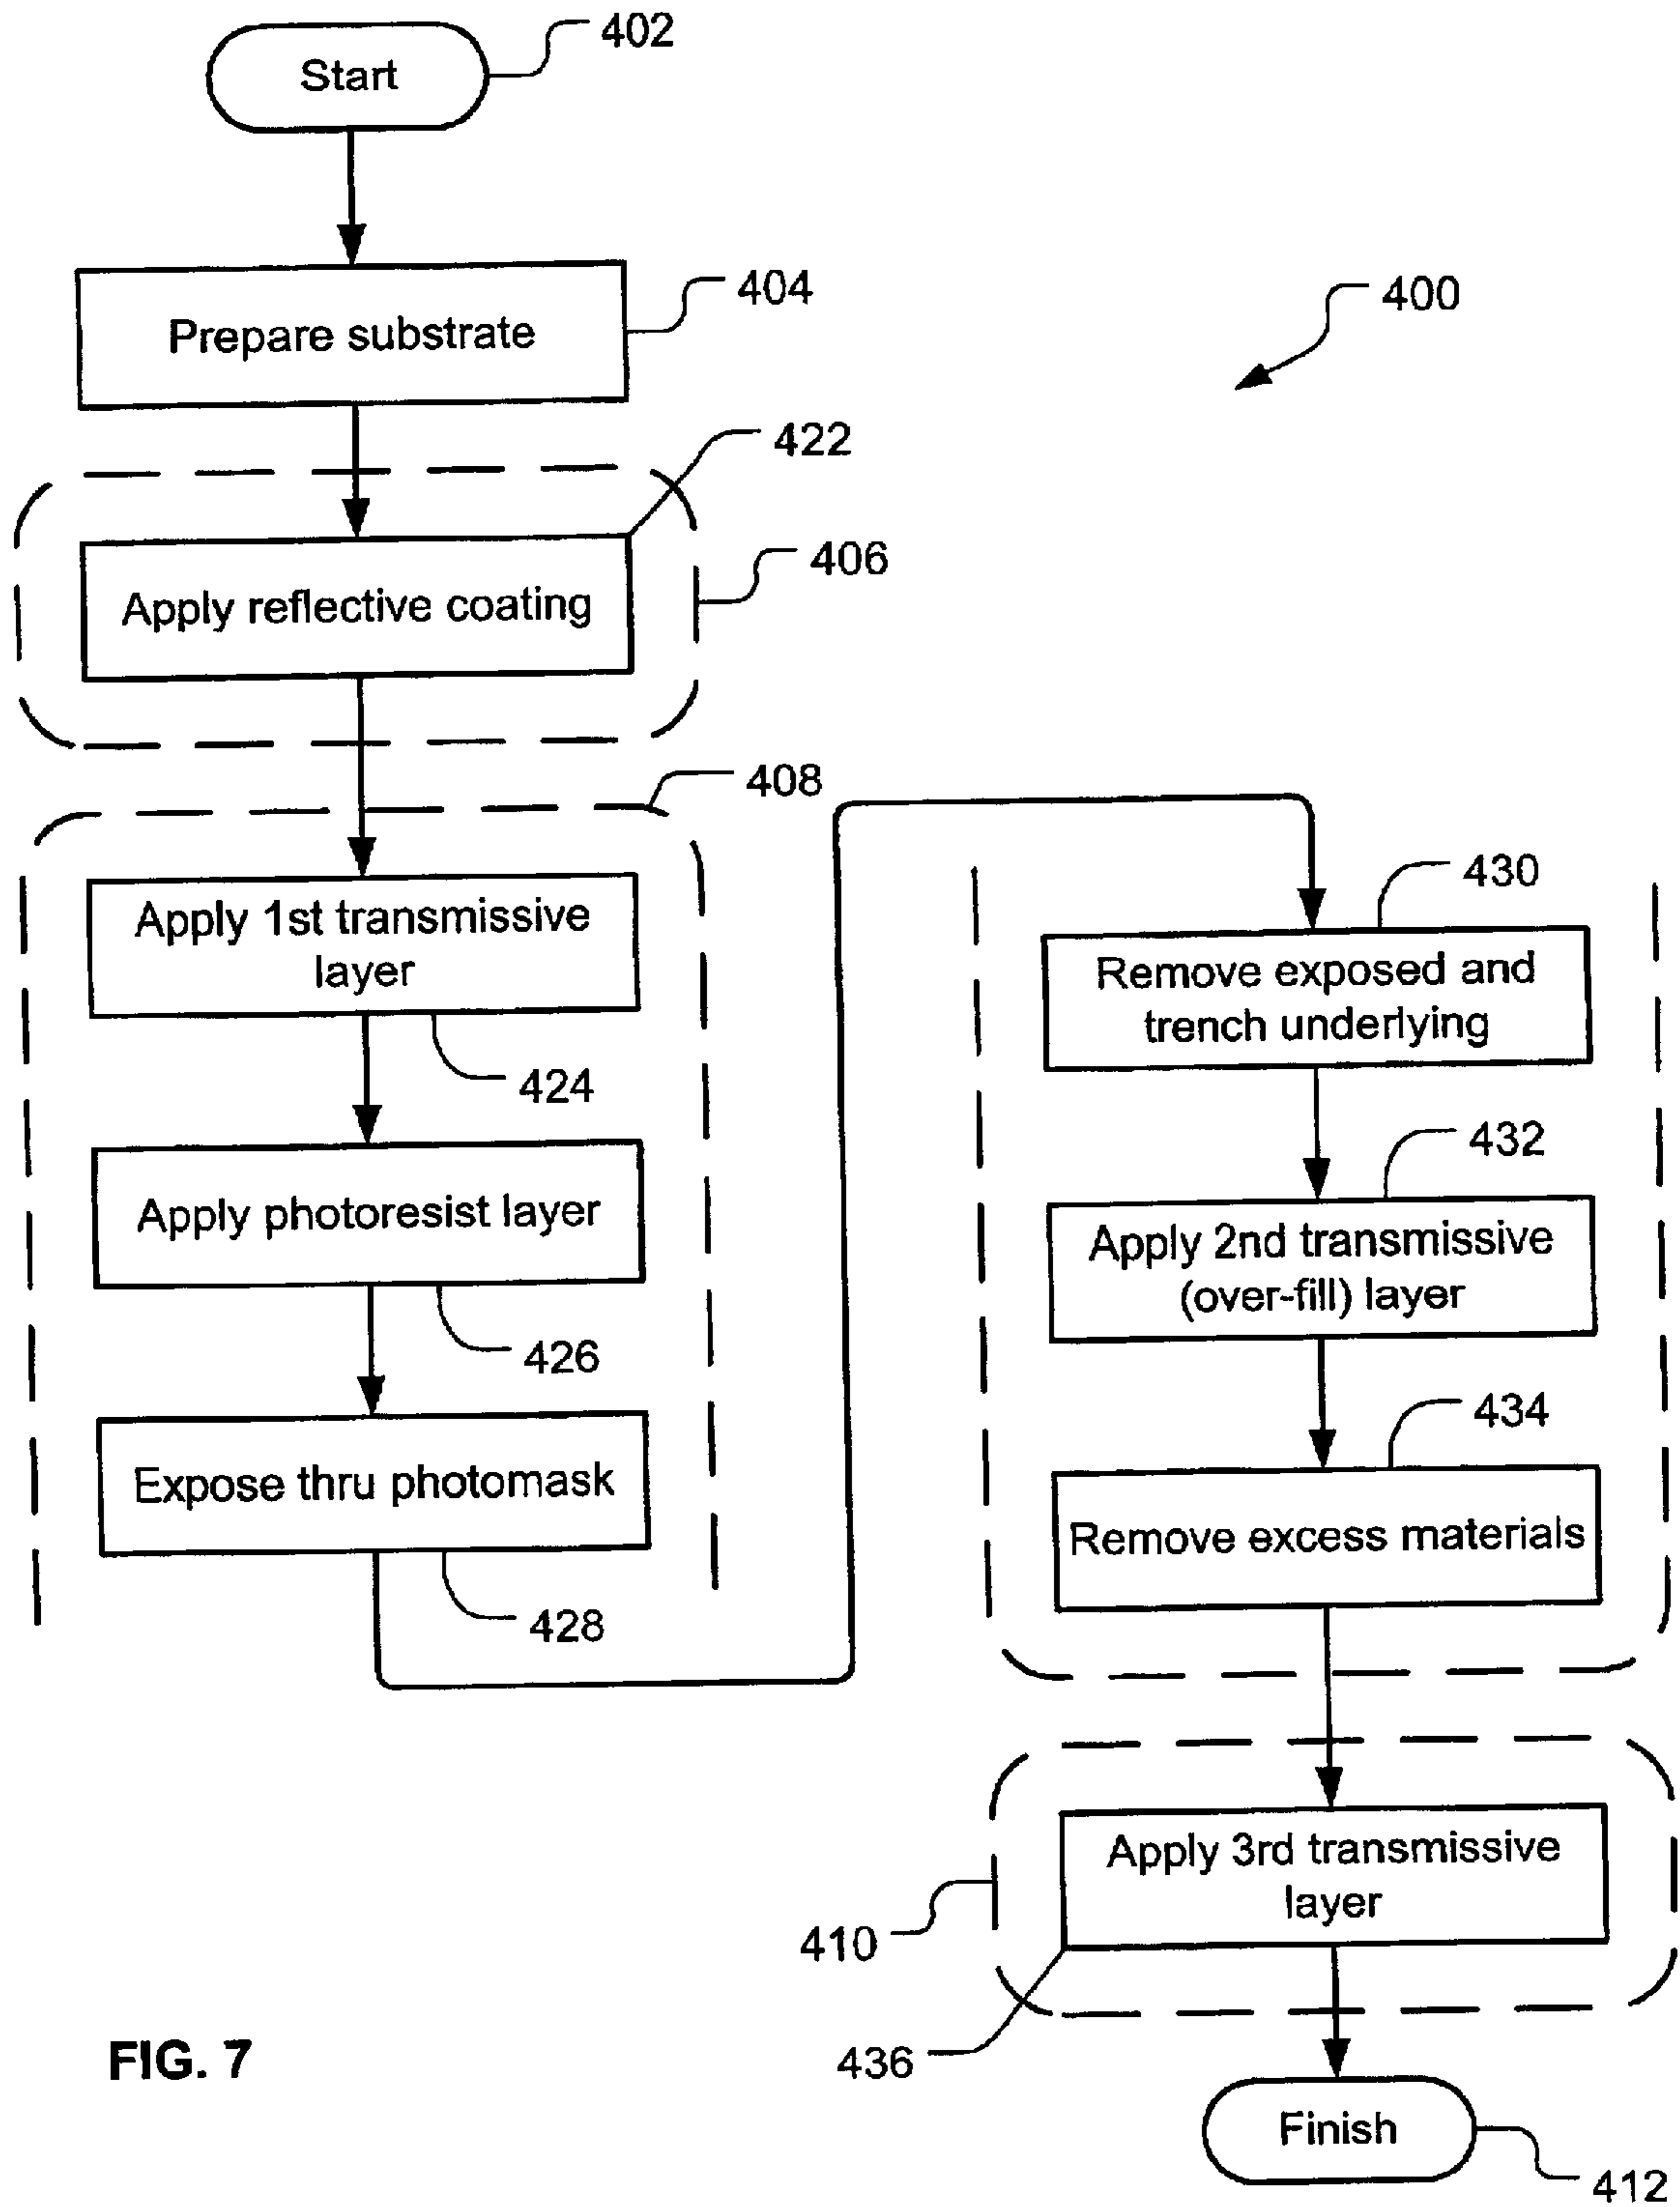 Start
402
Prepare substrate
404
400
422
Apply reflective coating
406
408
Apply 1st transmissive
layer
424
Apply photoresist layer
426
Expose thru photomask
428
430
Remove exposed and
trench underlying
432
Apply 2nd transmissive
(over-fill) layer
434
Remove excess materials
Apply 3rd transmissive
layer
410
436
Finish
412
FIG. 7